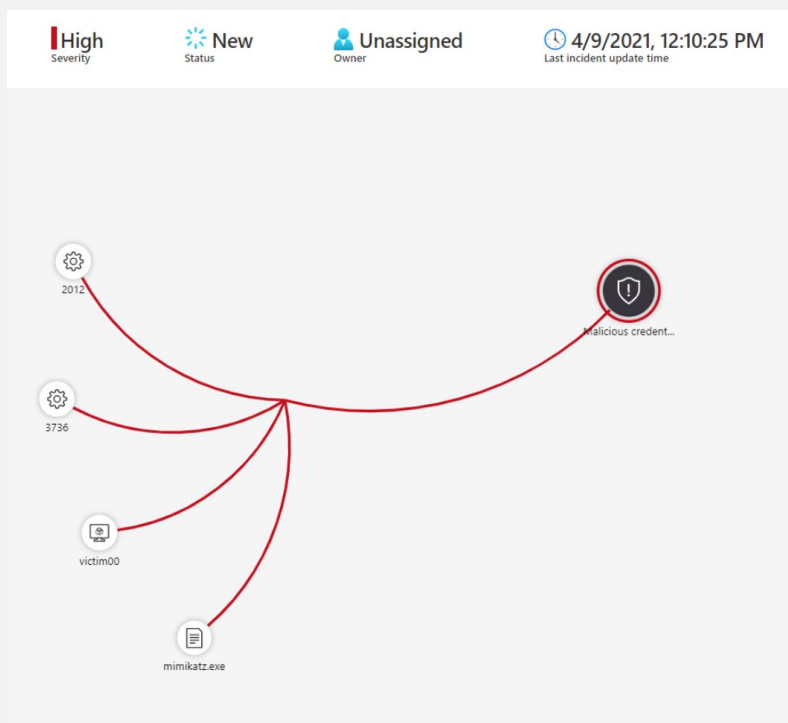 High
Severity
New
Status
Unassigned
Owner
4/9/2021, 12:10:25 PM
Last incident update time
2012
Malicious credent...
3736
victim00
mimikatz.exe